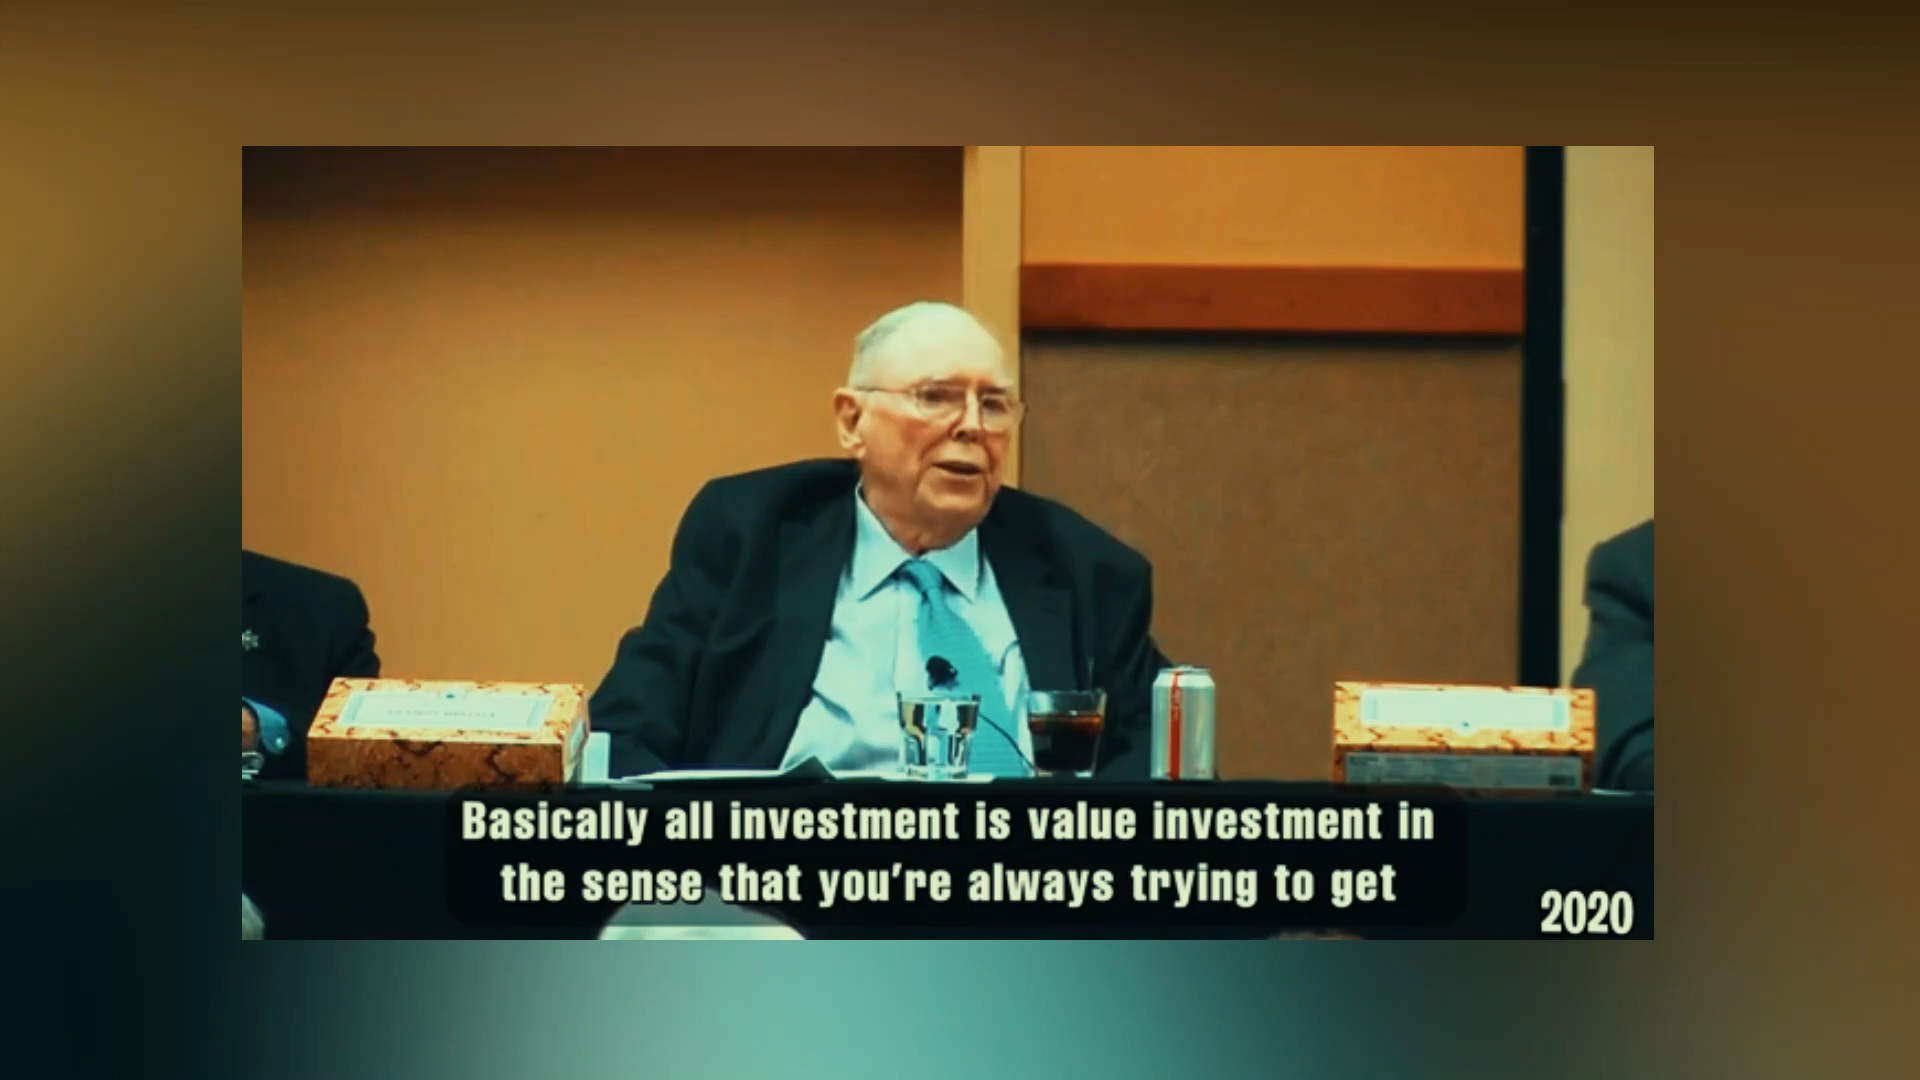 Basically all investment is value investment in
the sense that you're always trying to get
2020